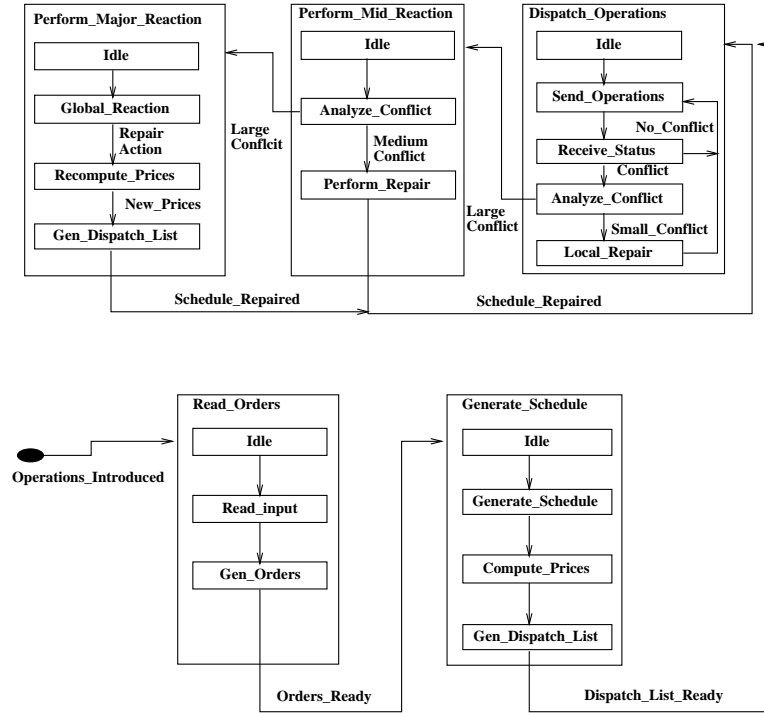 Perform_Major_Reaction
Idle
Global_Reaction
Repair
Action
Recompute_Prices
New_Prices
Gen_Dispatch_List
Large
Conflcit
Perform_Mid_Reaction
Idle
Analyze_Conflict
Medium
Conflict
Perform_Repair
Large
Conflict
Dispatch_Operations
Idle
Send_Operations
No_Conflict
Receive_Status
Conflict
Analyze_Conflict
Small_Conflict
Local_Repair
Schedule_Repaired
Schedule_Repaired
Operations_Introduced
Read_Orders
Idle
Read_input
Gen_Orders
Orders_Ready
Generate_Schedule
Idle
Generate_Schedule
Compute_Prices
Gen_Dispatch_List
Dispatch_List_Ready